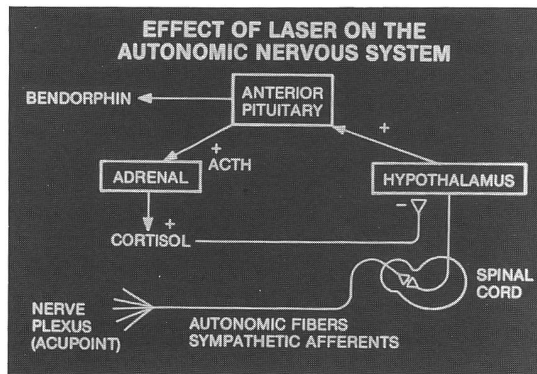 EFFECT OF LASER ON THE
AUTONOMIC NERVOUS SYSTEM
BENDORPHIN
ANTERIOR
PITUITARY
+
+
ACTH
ADRENAL
HYPOTHALAMUS
+
−
CORTISOL
SPINAL
CORD
NERVE
PLEXUS
(ACUPOINT)
AUTONOMIC FIBERS
SYMPATHETIC AFFERENTS